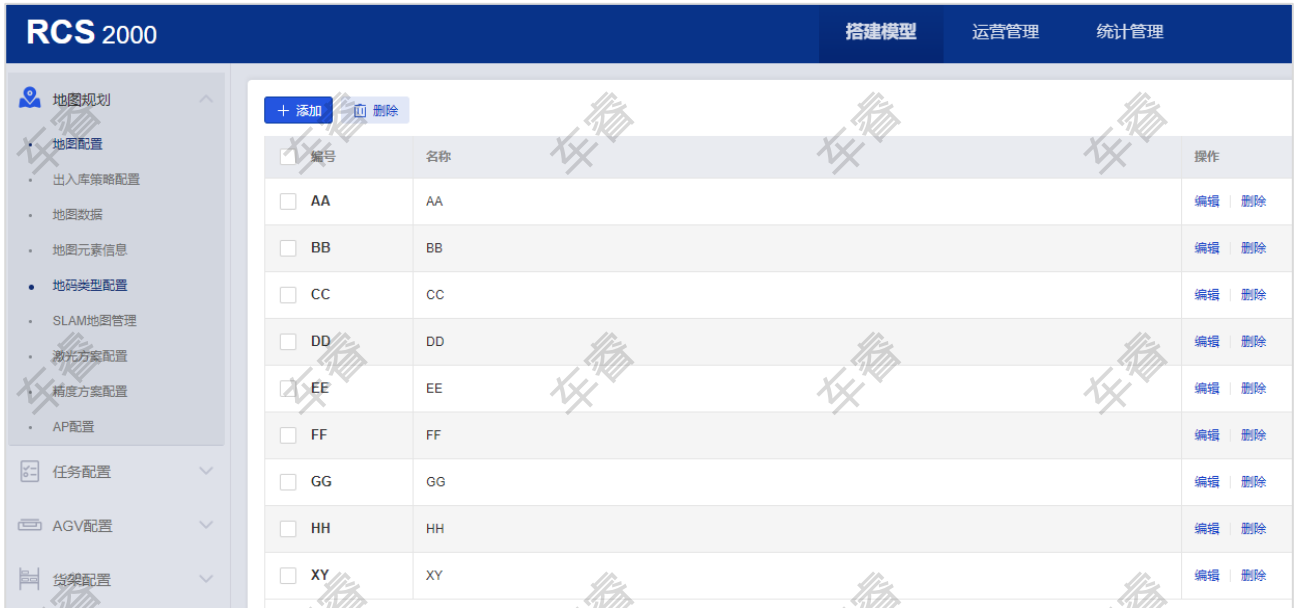 RCS 2000
搭建模型 运营管理 统计管理
地图规划
地图配置
出入库策略配置
地图数据
地图元素信息
地码类型配置
SLAM地图管理
激光方案配置
精度方案配置
AP配置
任务配置
AGV配置
货架配置
添加 删除
编号 名称 操作
AA AA 编辑 删除
BB BB 编辑 删除
CC CC 编辑 删除
DD DD 编辑 删除
EE EE 编辑 删除
FF FF 编辑 删除
GG GG 编辑 删除
HH HH 编辑 删除
XY XY 编辑 删除